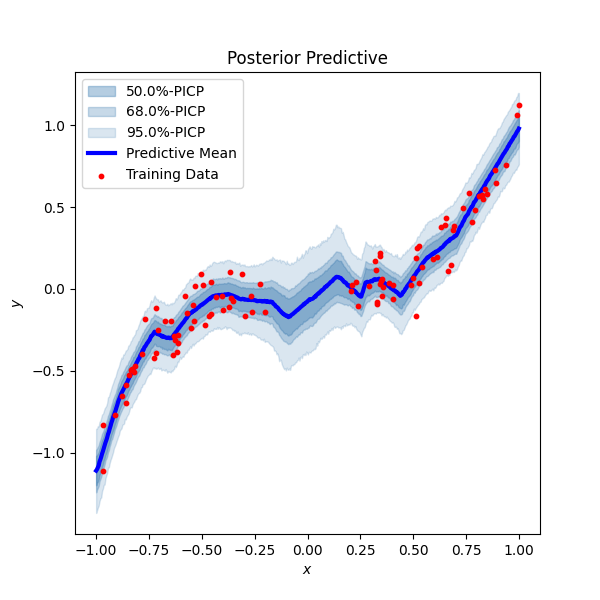 Posterior Predictive
50.0%-PICP
68.0%-PICP
95.0%-PICP
Predictive Mean
Training Data
1.0
0.5
0.0
−0.5
−1.0
y
−1.00 −0.75 −0.50 −0.25 0.00 0.25 0.50 0.75 1.00
x